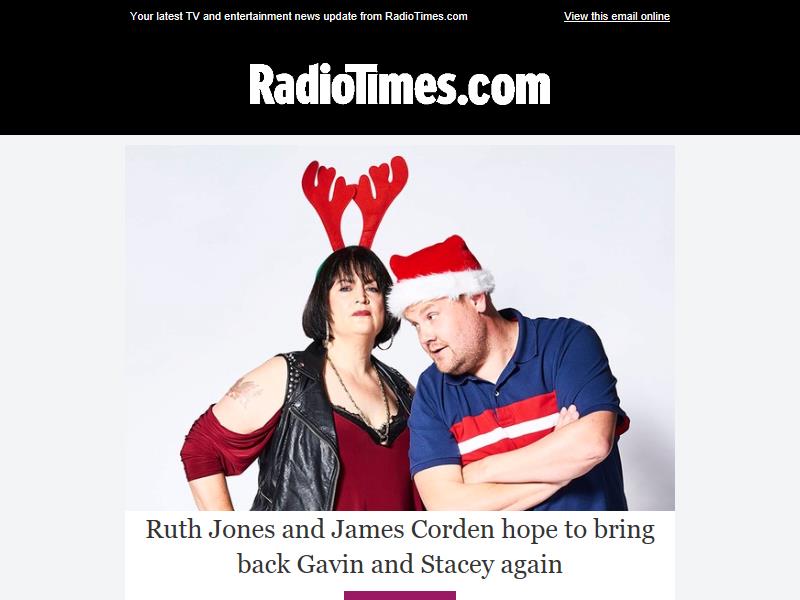 Your latest TV and entertainment news update from RadioTimes.com
View this email online
RadioTimes.com
Ruth Jones and James Corden hope to bring
back Gavin and Stacey again